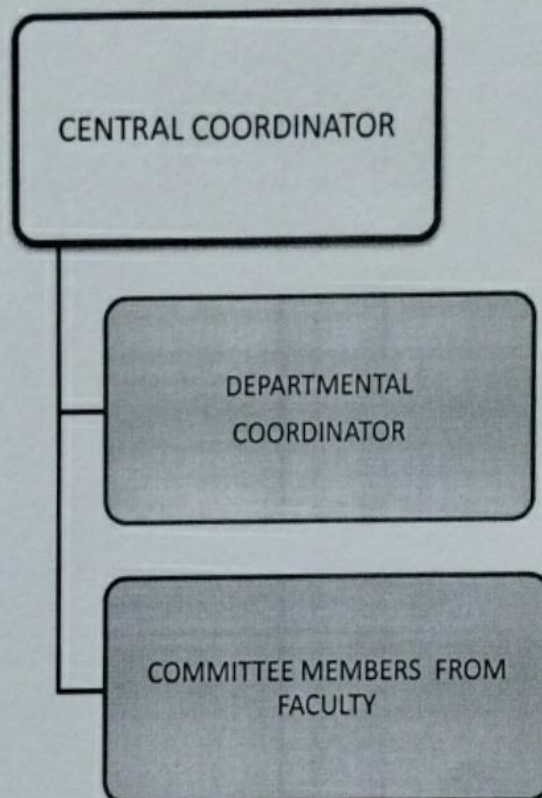 CENTRAL COORDINATOR
DEPARTMENTAL
COORDINATOR
COMMITTEE MEMBERS FROM
FACULTY